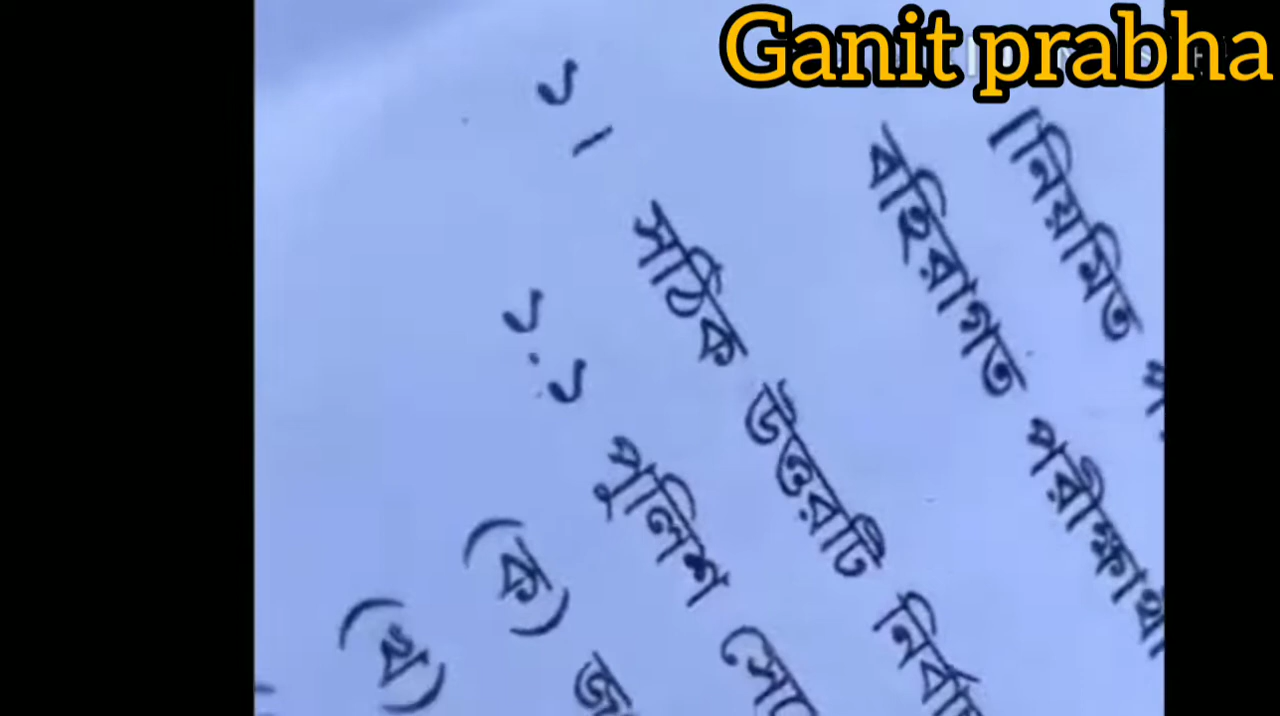 Ganit prabha
নিয়মিত
বহিরাগত
১। সঠিক উত্তরটি
১.১ পুলিশ
(ক)
(খ)